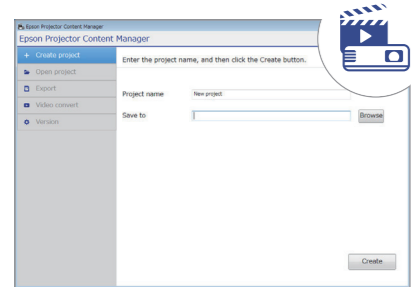 Epson Projector Content Manager
Epson Projector Content Manager
Create project
Open project
Export
Video convert
Version
Enter the project name, and then click the Create button.
Project name
New project
Save to
Browse
Create